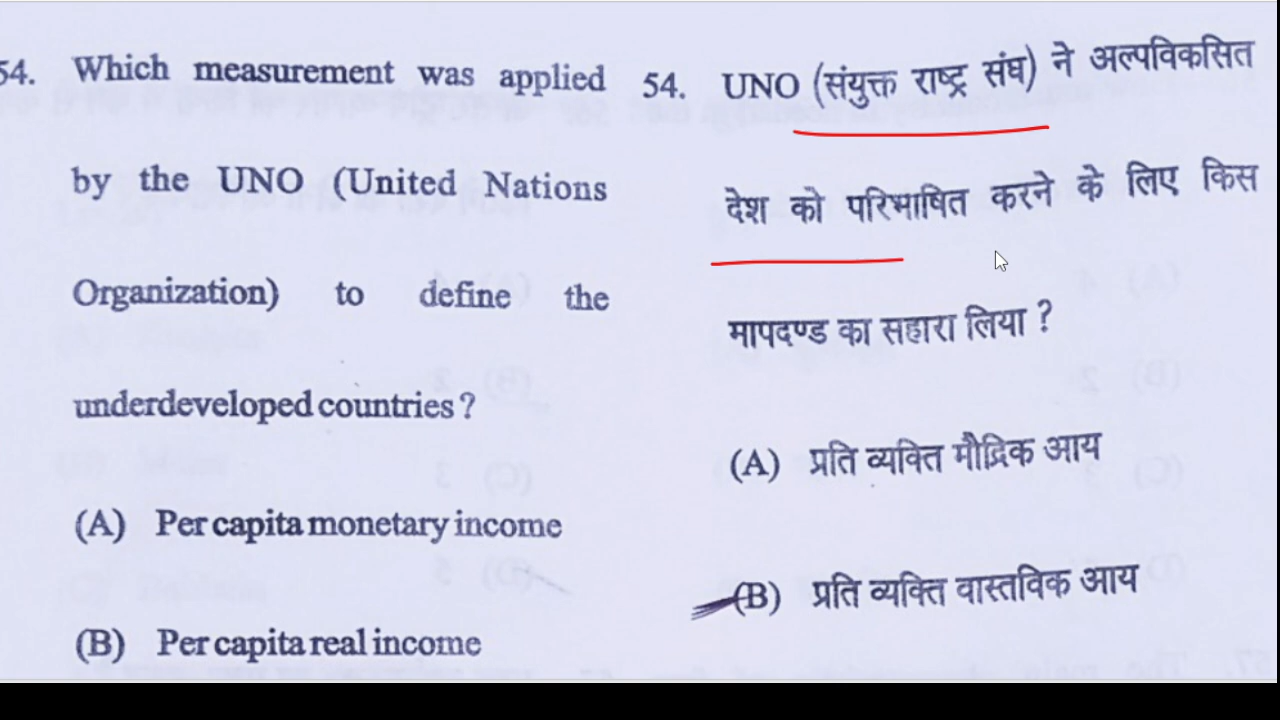 54. Which measurement was applied
by the UNO (United Nations
Organization) to define the
underdeveloped countries ?
(A) Per capita monetary income
(B) Per capita real income
54. UNO (संयुक्त राष्ट्र संघ) ने अल्पविकसित
देश को परिभाषित करने के लिए किस
मापदण्ड का सहारा लिया ?
(A) प्रति व्यक्ति मौद्रिक आय
(B) प्रति व्यक्ति वास्तविक आय